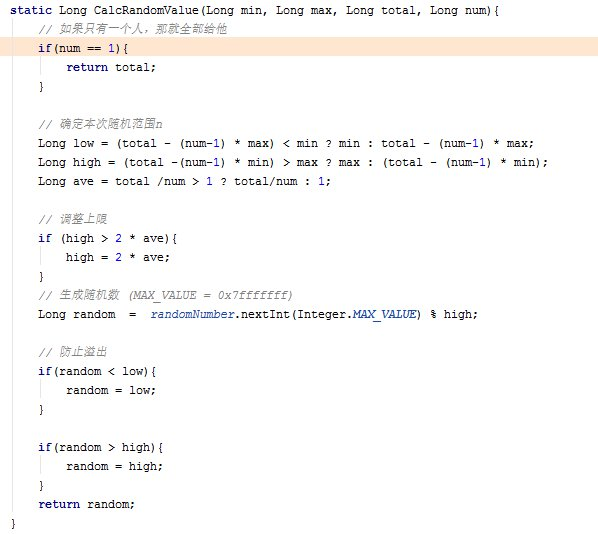 static Long CalcRandomValue(Long min, Long max, Long total, Long num){
// 如果只有一个人，那就全部给他
if(num == 1){
return total;
}
// 确定本次随机范围n
Long low = (total - (num-1) * max) < min ? min : total - (num-1) * max;
Long high = (total -(num-1) * min) > max ? max : (total - (num-1) * min);
Long ave = total /num > 1 ? total/num : 1;
// 调整上限
if (high > 2 * ave){
high = 2 * ave;
}
// 生成随机数 (MAX_VALUE = 0x7fffffff)
Long random  =  randomNumber.nextInt(Integer.MAX_VALUE) % high;
// 防止溢出
if(random < low){
random = low;
}
if(random > high){
random = high;
}
return random;
}